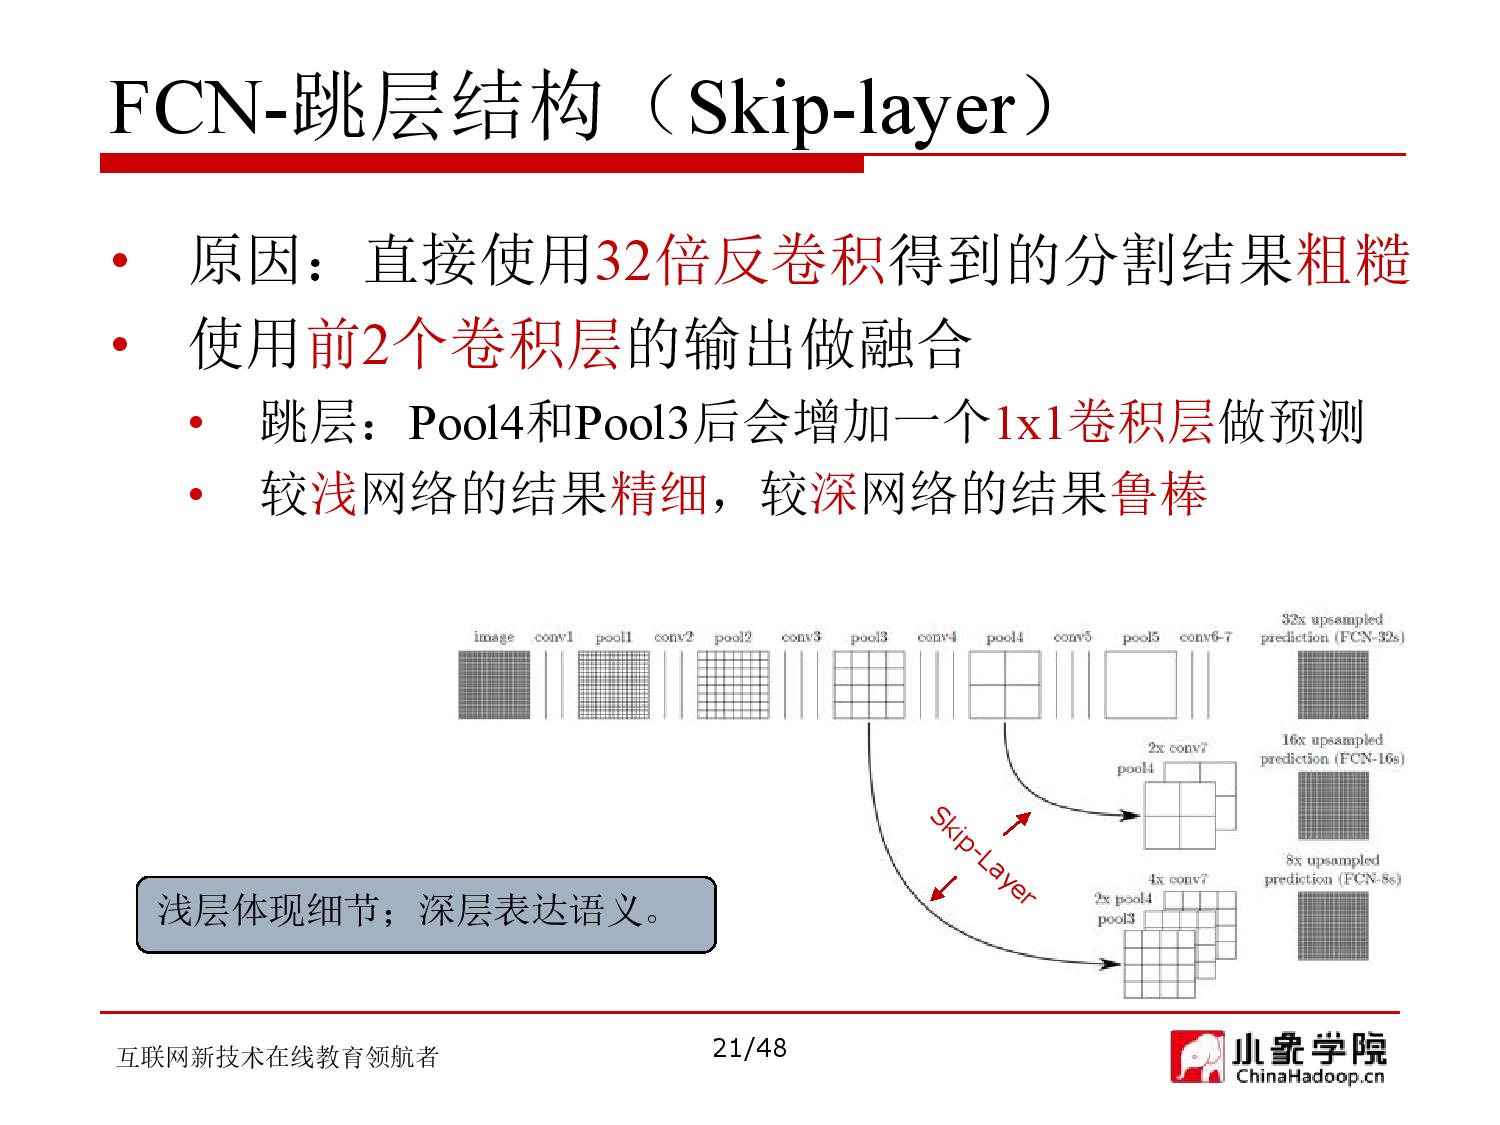 FCN-跳层结构（Skip-layer）
• 原因：直接使用32倍反卷积得到的分割结果粗糙
• 使用前2个卷积层的输出做融合
• 跳层：Pool4和Pool3后会增加一个1x1卷积层做预测
• 较浅网络的结果精细，较深网络的结果鲁棒
32x upsampled
image conv1 pool1 conv2 pool2 conv3 pool3 conv4 pool4 conv5 pool5 conv6-7 prediction (FCN-32s)
16x upsampled
2x conv7 prediction (FCN-16s)
pool4
Skip-Layer
8x upsampled
4x conv7 prediction (FCN-8s)
2x pool4
pool3
浅层体现细节；深层表达语义。
互联网新技术在线教育领航者
21/48
小象学院
ChinaHadoop.cn